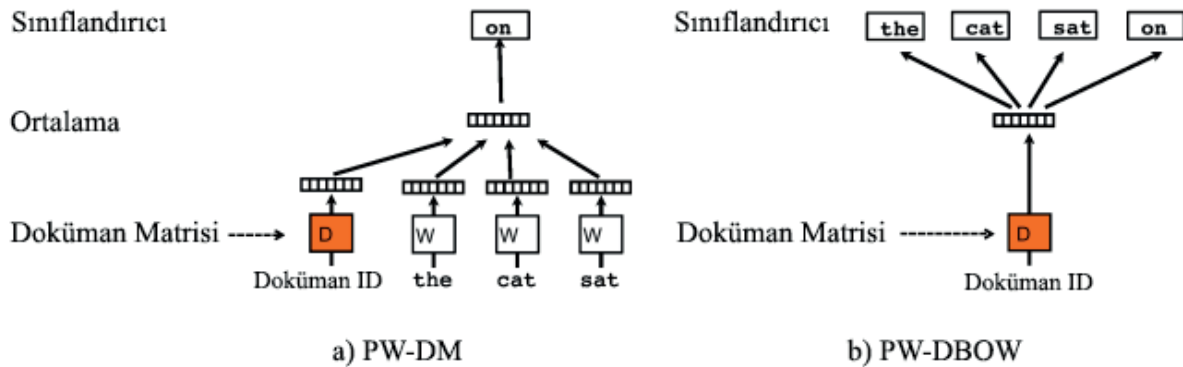 Sınıflandırıcı
on
Ortalama
Doküman Matrisi
D
W
W
W
Doküman ID
the
cat
sat
a) PW-DM
Sınıflandırıcı
the
cat
sat
on
Doküman Matrisi
D
Doküman ID
b) PW-DBOW